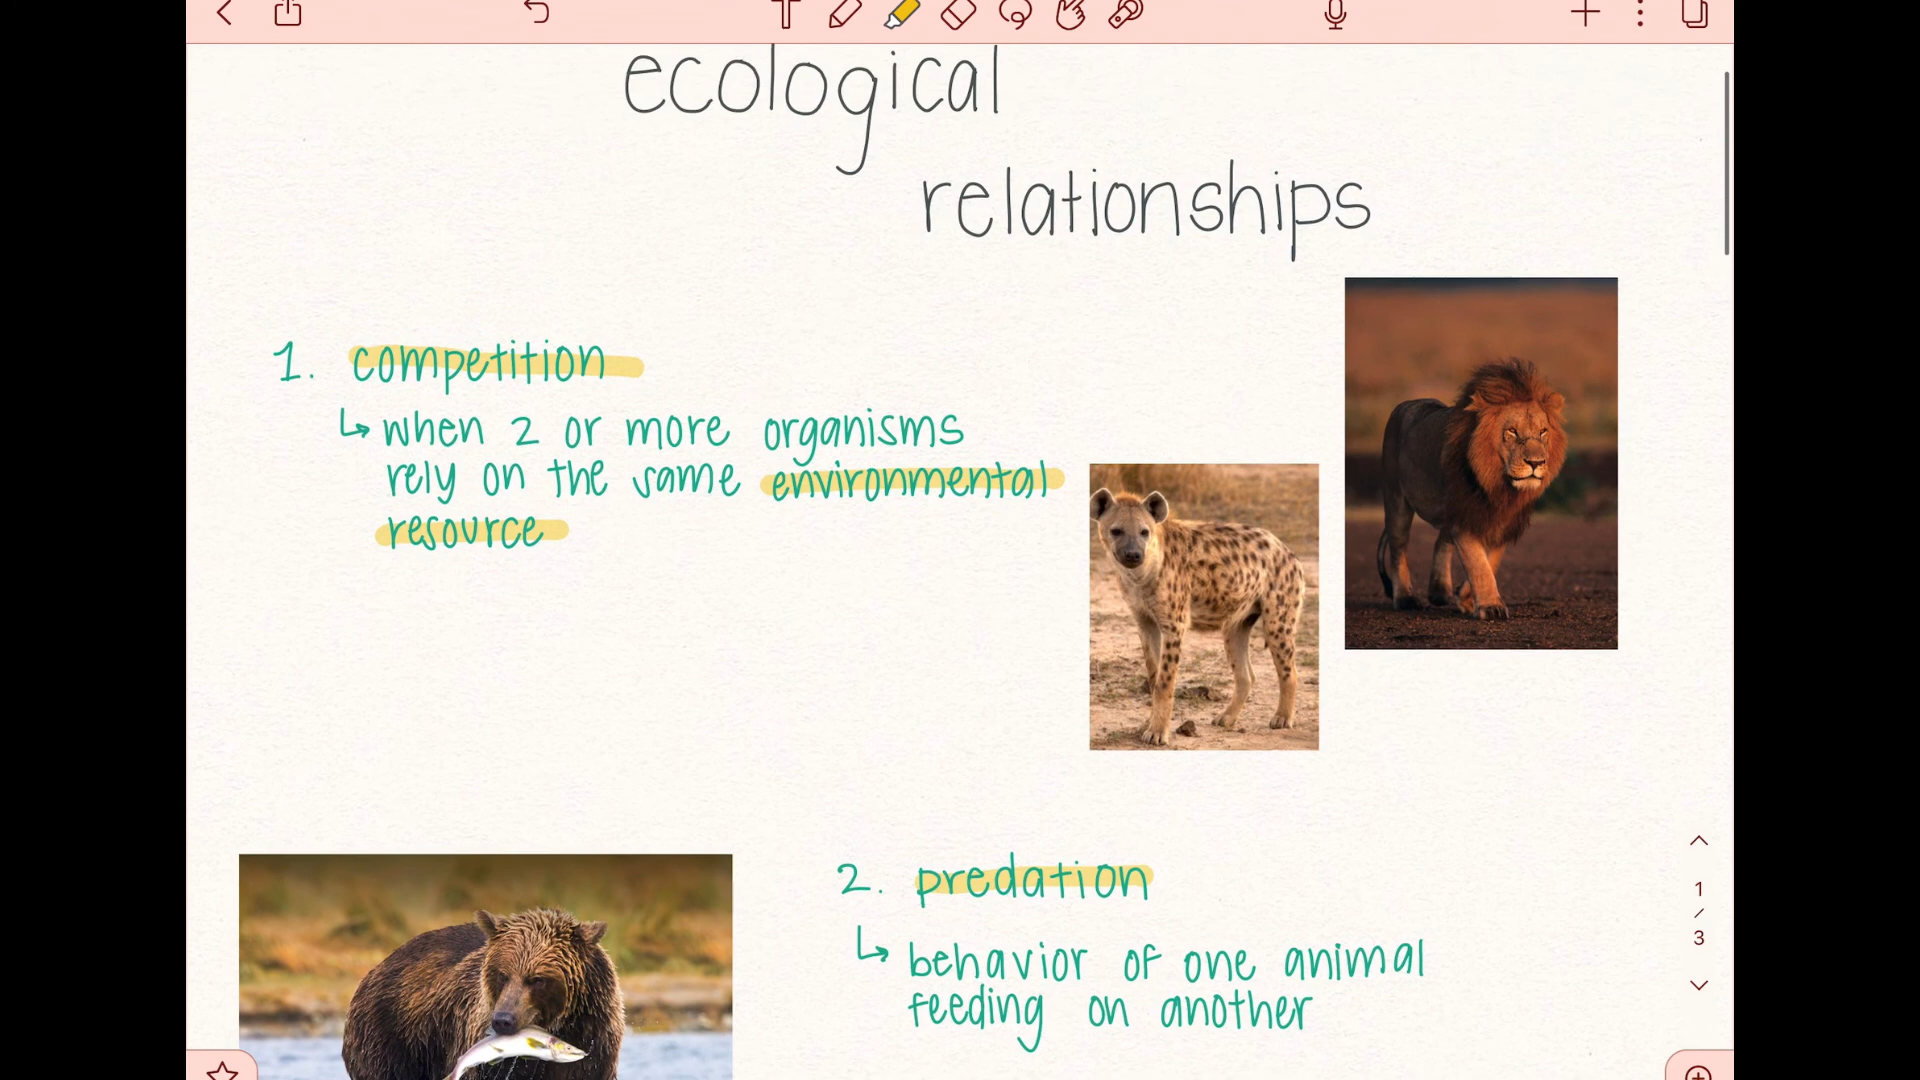 ecological
relationships
1. competition
↳ when 2 or more organisms
rely on the same environmental
resource
2. predation
↳ behavior of one animal
feeding on another
1
/
3